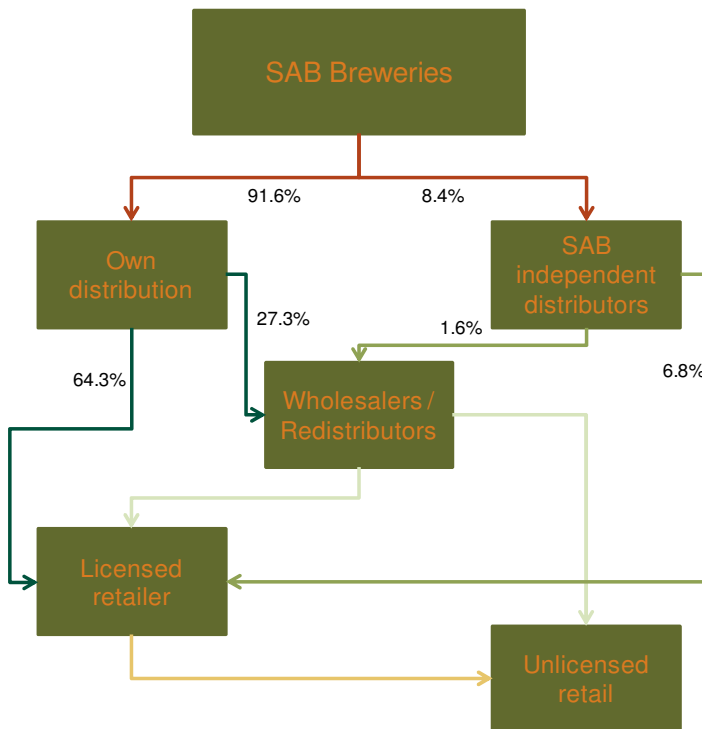 SAB Breweries
91.6%
8.4%
Own
distribution
SAB
independent
distributors
27.3%
1.6%
64.3%
6.8%
Wholesalers /
Redistributors
Licensed
retailer
Unlicensed
retail